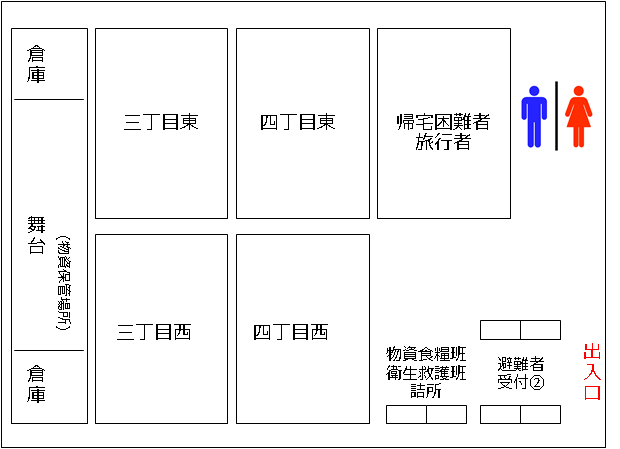 倉庫
三丁目東
四丁目東
帰宅困難者
旅行者
舞台
(物資保管場所)
三丁目西
四丁目西
物資食糧班
衛生救護班
詰所
避難者
受付②
出入口
倉庫